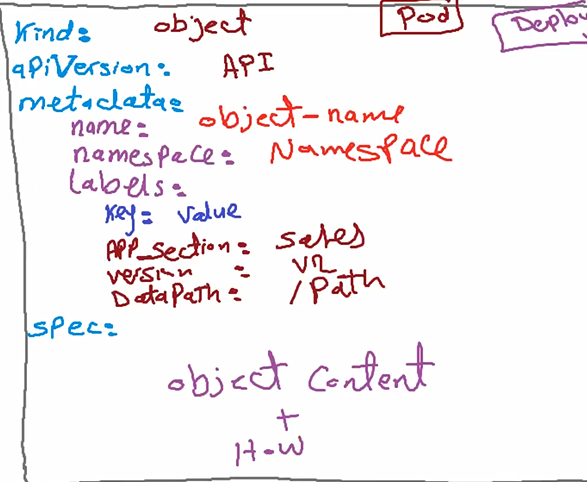 Kind: object
Pod
Deploy
apiVersion: API
metadata:
name: object-name
namespace: Namespace
labels:
key= value
APP_section: sales
version : V2
DataPath: /Path
spec:
object content
+
H-W